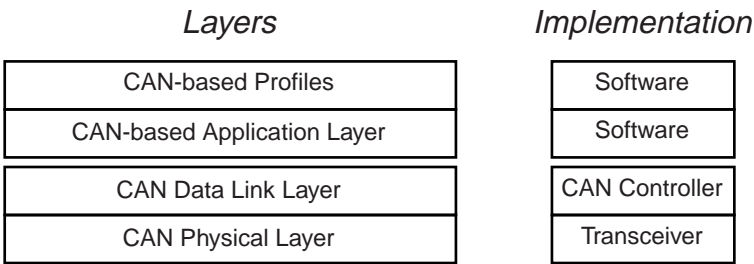 Layers Implementation
CAN-based Profiles Software
CAN-based Application Layer Software
CAN Data Link Layer CAN Controller
CAN Physical Layer Transceiver